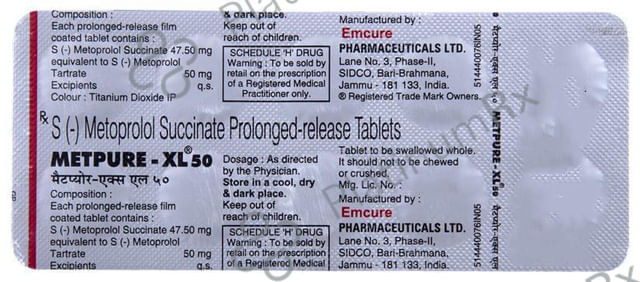 Composition :
Each prolonged-release film
coated tablet contains :
S (-) Metoprolol Succinate 47.50 mg
equivalent to S (-) Metoprolol
Tartrate 50 mg
Excipients q.s.
Colour : Titanium Dioxide IP
& dark place.
Keep out of
reach of children.
SCHEDULE 'H' DRUG
Warning : To be sold by
retail on the prescription
of a Registered Medical
Practitioner only.
Manufactured by :
Emcure
PHARMACEUTICALS LTD.
Lane No. 3, Phase-II,
SIDCO, Bari-Brahmana,
Jammu - 181 133, India.
® Registered Trade Mark Owners.
Rx S (-) Metoprolol Succinate Prolonged-release Tablets
METPURE - XL® 50
मैटप्योर-एक्स एल ५०
Composition :
Each prolonged-release film
coated tablet contains :
S (-) Metoprolol Succinate 47.50 mg
equivalent to S (-) Metoprolol
Tartrate 50 mg
Excipients q.s.
Dosage : As directed
by the Physician.
Store in a cool, dry
& dark place.
Keep out of
reach of children.
SCHEDULE 'H' DRUG
Warning : To be sold by
retail on the prescription
of a Registered Medical
Tablet to be swallowed whole.
It should not to be chewed
or crushed.
Mfg. Lic. No. :
Manufactured by :
Emcure
PHARMACEUTICALS LTD.
Lane No. 3, Phase-II,
SIDCO, Bari-Brahmana,
Jammu - 181 133, India.
METPURE - XL® 50
PlatinumRx